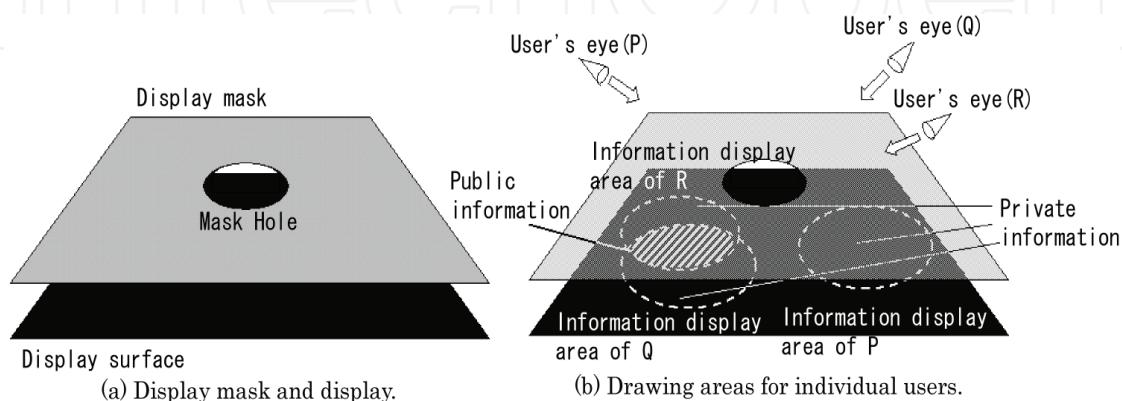 Display mask
Mask Hole
Display surface
(a) Display mask and display.
User's eye(P)
User's eye(Q)
User's eye(R)
Information display
area of R
Public
information
Private
information
Information display
area of Q
Information display
area of P
(b) Drawing areas for individual users.